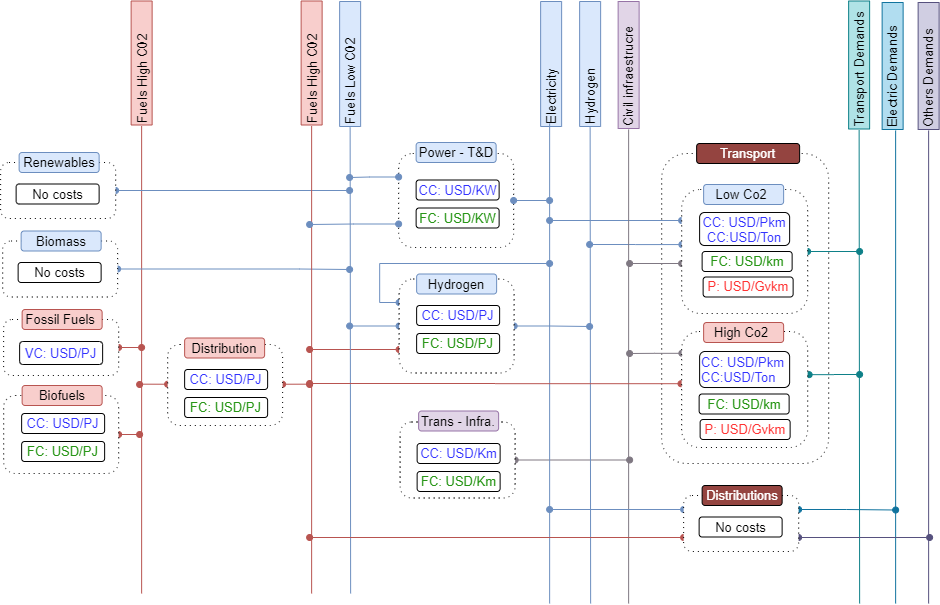 Fuels High C02
Fuels High C02
Fuels Low C02
Electricity
Hydrogen
Civil infraestrucre
Transport Demands
Electric Demands
Others Demands
Renewables
No costs
Biomass
No costs
Fossil Fuels
VC: USD/PJ
Biofuels
CC: USD/PJ
FC: USD/PJ
Distribution
CC: USD/PJ
FC: USD/PJ
Power - T&D
CC: USD/KW
FC: USD/KW
Hydrogen
CC: USD/PJ
FC: USD/PJ
Trans - Infra.
CC: USD/Km
FC: USD/Km
Transport
Low Co2
CC: USD/Pkm
CC:USD/Ton
FC: USD/km
P: USD/Gvkm
High Co2
CC: USD/Pkm
CC:USD/Ton
FC: USD/km
P: USD/Gvkm
Distributions
No costs